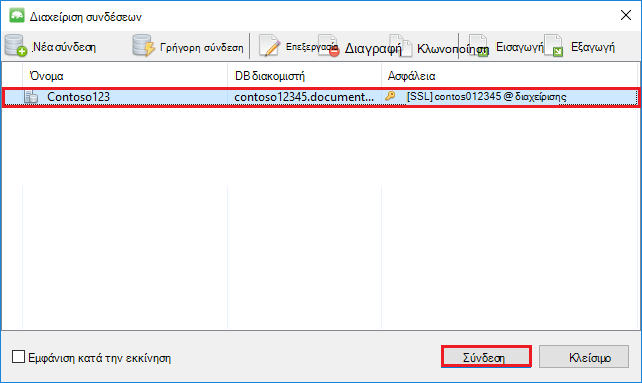 Διαχείριση συνδέσεων
Νέα σύνδεση Γρήγορη σύνδεση Επεξεργασία Διαγραφή Κλωνοποίηση Εισαγωγή Εξαγωγή
Όνομα DB διακομιστή Ασφάλεια
Contoso123 contoso12345.document... [SSL] contos012345 @ διαχείρισης
Εμφάνιση κατά την εκκίνηση Σύνδεση Κλείσιμο